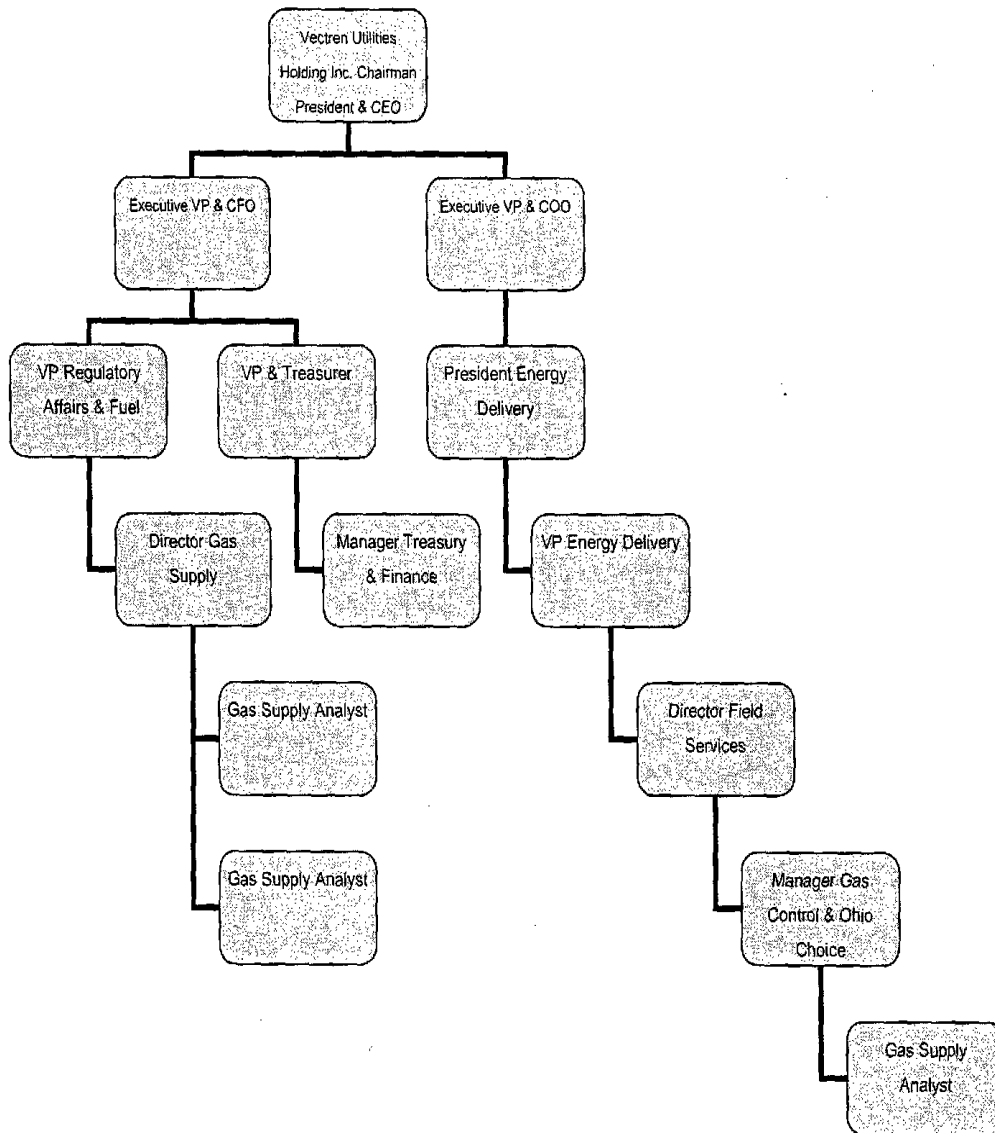 Vectren Utilities
Holding Inc. Chairman
President & CEO
Executive VP & CFO
Executive VP & COO
VP Regulatory
Affairs & Fuel
VP & Treasurer
President Energy
Delivery
Director Gas
Supply
Manager Treasury
& Finance
VP Energy Delivery
Gas Supply Analyst
Director Field
Services
Gas Supply Analyst
Manager Gas
Control & Ohio
Choice
Gas Supply
Analyst